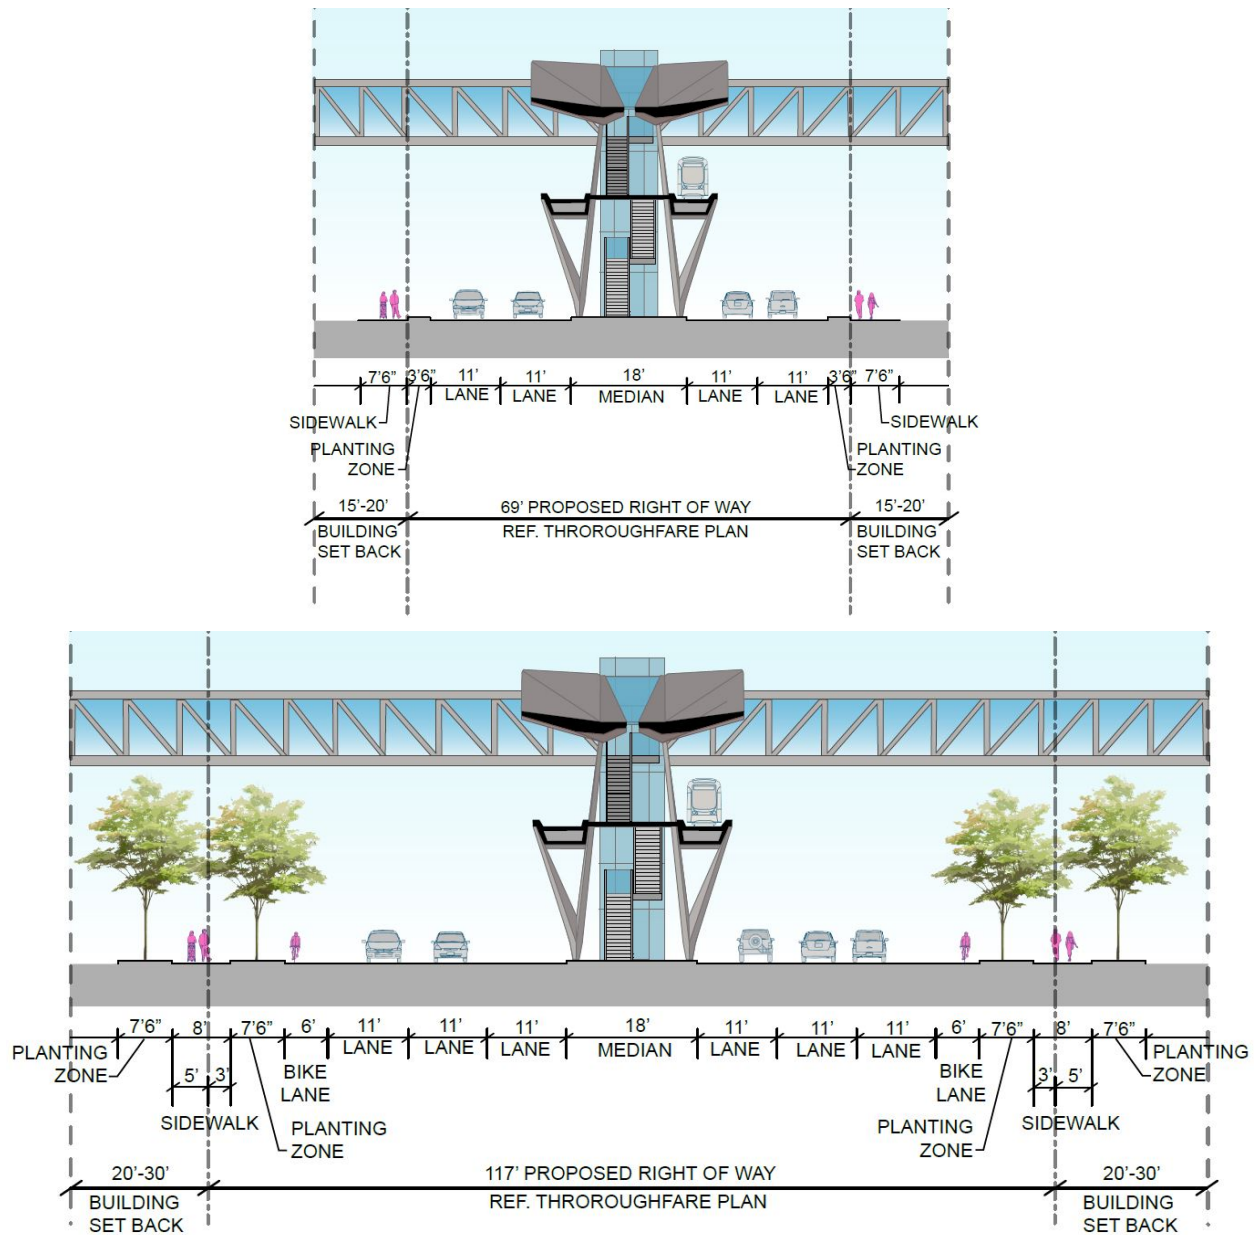 7'6" 3'6" 11' 11' 18' 11' 11' 3'6" 7'6"
LANE LANE MEDIAN LANE LANE
SIDEWALK SIDEWALK
PLANTING ZONE PLANTING ZONE
15'-20' 69' PROPOSED RIGHT OF WAY 15'-20'
BUILDING SET BACK REF. THROROUGHFARE PLAN BUILDING SET BACK
7'6" 8' 7'6" 6' 11' 11' 11' 18' 11' 11' 11' 6' 7'6" 8' 7'6"
PLANTING ZONE BIKE LANE LANE LANE LANE MEDIAN LANE LANE LANE BIKE LANE PLANTING ZONE
5' 3' 3' 5'
SIDEWALK PLANTING ZONE PLANTING ZONE SIDEWALK
20'-30' 117' PROPOSED RIGHT OF WAY 20'-30'
BUILDING SET BACK REF. THROROUGHFARE PLAN BUILDING SET BACK